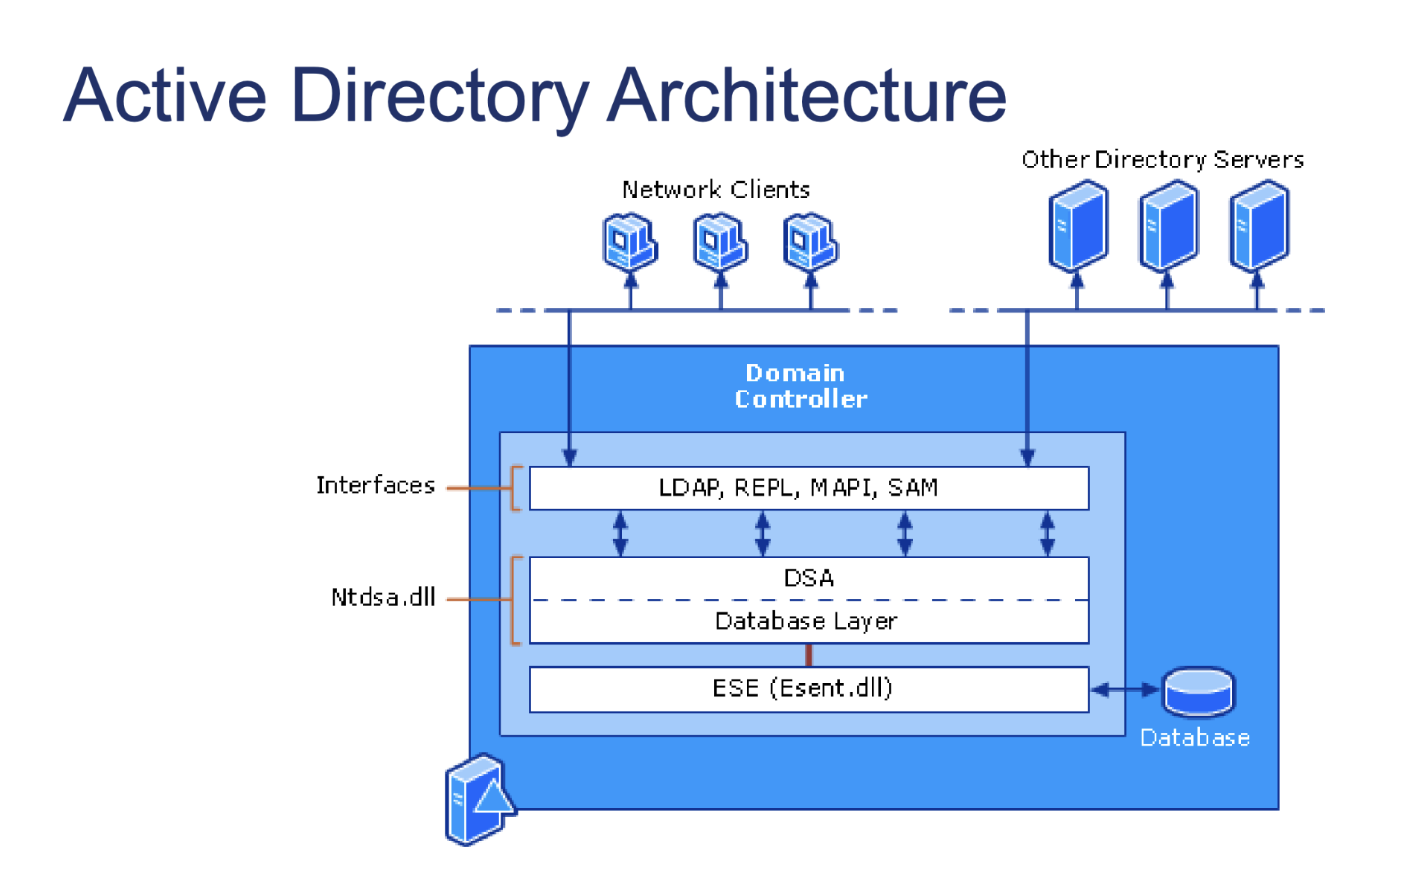 Active Directory Architecture
Other Directory Servers
Network Clients
Domain
Controller
Interfaces
LDAP, REPL, MAPI, SAM
DSA
Ntdsa.dll
Database Layer
ESE (Esent.dll)
Database